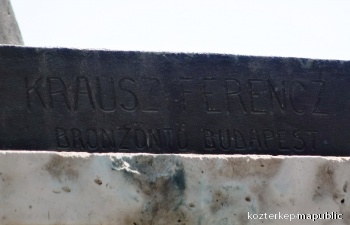 KRAUSZ FERENCZ
BRONZÖNTŐ BUDAPEST
kozterkepmapublic